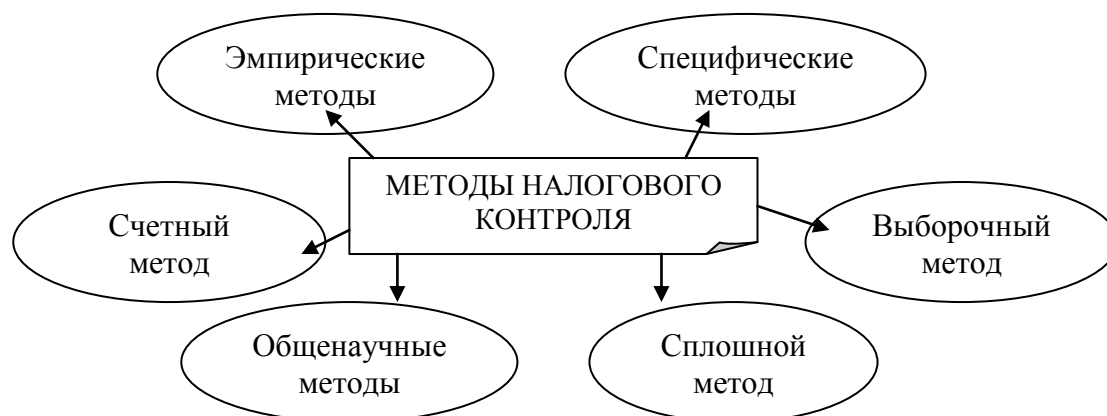 Эмпирические
методы
Специфические
методы
МЕТОДЫ НАЛОГОВОГО
КОНТРОЛЯ
Счетный
метод
Выборочный
метод
Общенаучные
методы
Сплошной
метод